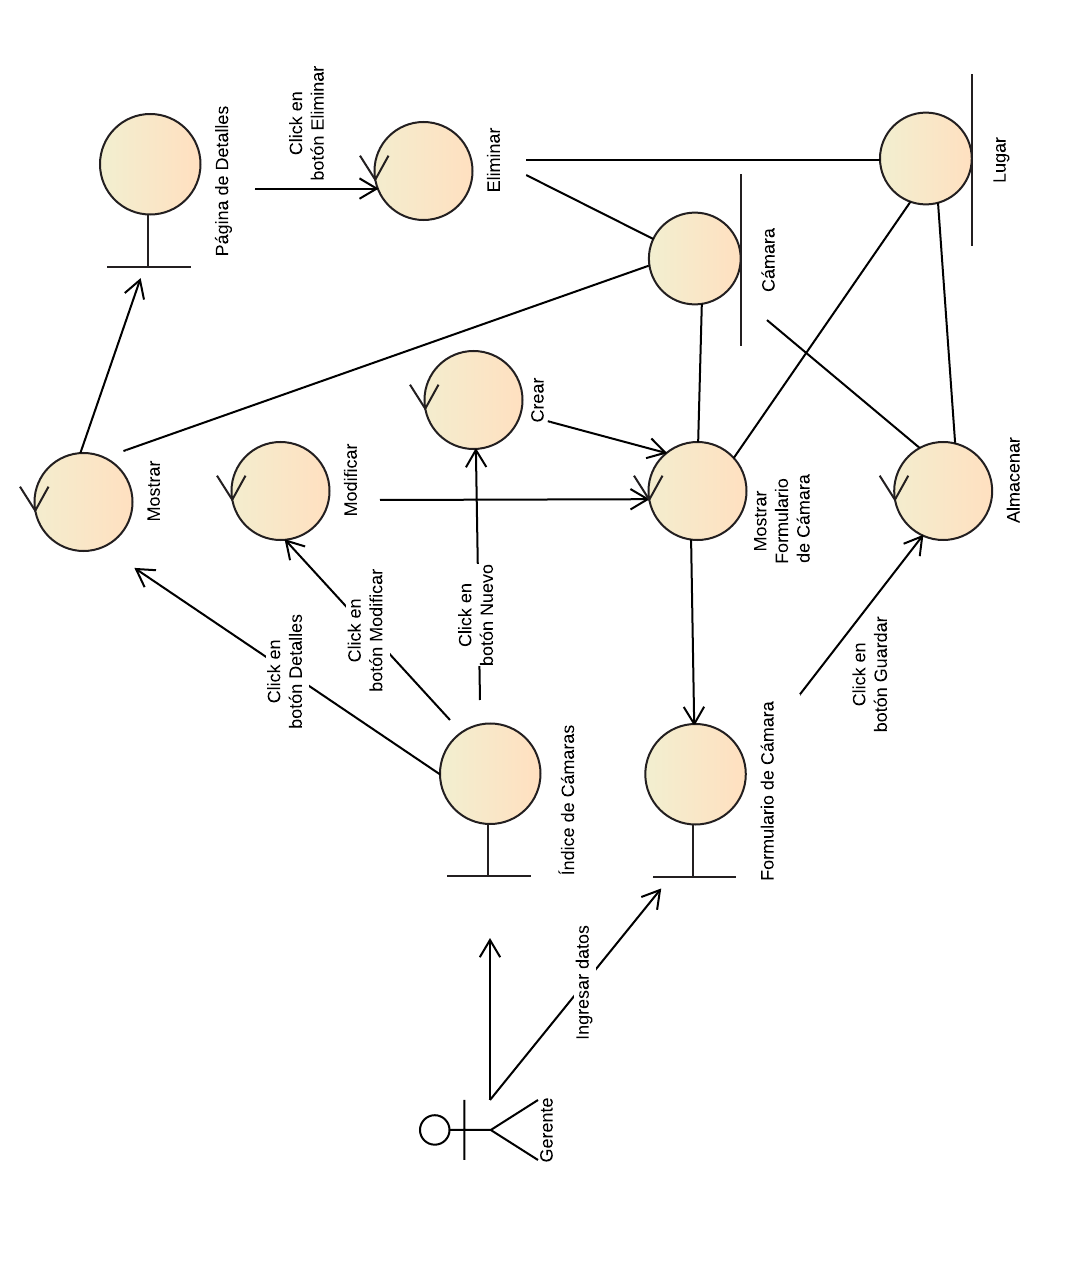 Click en
botón Eliminar
Página de Detalles
Eliminar
Lugar
Cámara
Crear
Mostrar
Modificar
Mostrar
Formulario
de Cámara
Almacenar
Click en
botón Detalles
Click en
botón Modificar
Click en
botón Nuevo
Click en
botón Guardar
Índice de Cámaras
Formulario de Cámara
Ingresar datos
Gerente